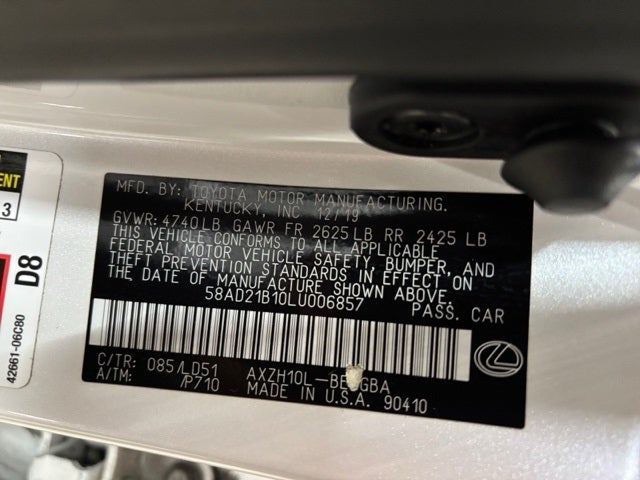 MFD. BY: TOYOTA MOTOR MANUFACTURING.
KENTUCKY, INC 12/19
GVWR: 4740LB GAWR FR 2625LB RR 2425 LB
THIS VEHICLE CONFORMS TO ALL APPLICABLE
FEDERAL MOTOR VEHICLE SAFETY, BUMPER, AND
THEFT PREVENTION STANDARDS IN EFFECT ON
THE DATE OF MANUFACTURE SHOWN ABOVE.
58AD21B10LU006857 PASS. CAR
C/TR: 085/LD51 AXZH10L-BE GBA
A/TM: /P710 MADE IN U.S.A. 90410
ENT
3
D8
42661-06C80